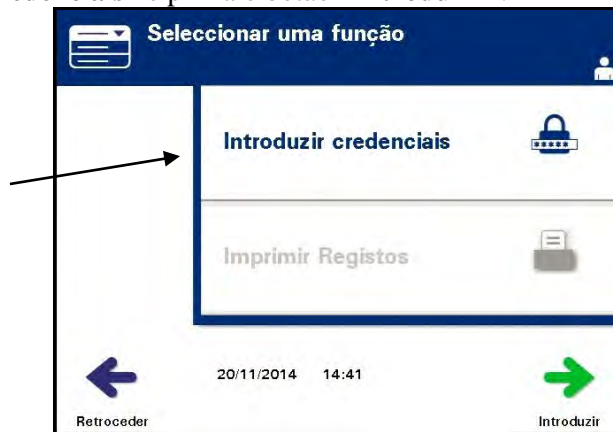 Seleccionar uma função
Introduzir credenciais
*****
Imprimir Registos
20/11/2014 14:41
Retroceder
Introduzir